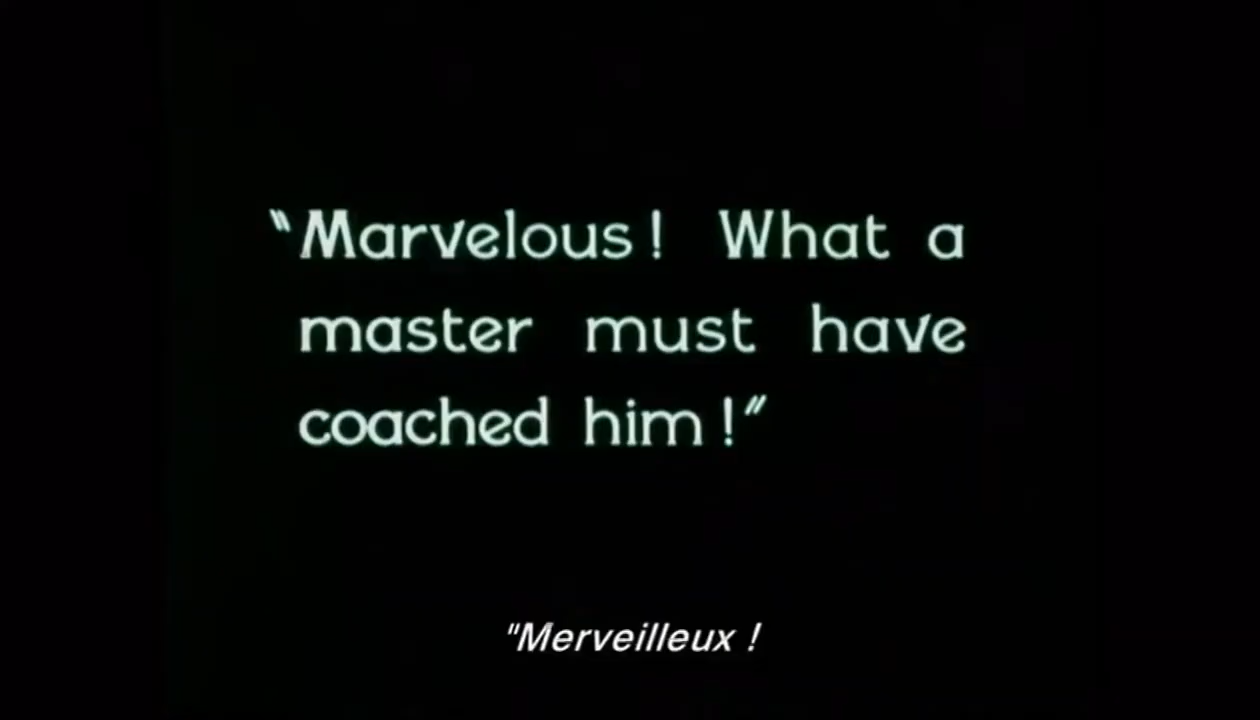 "Marvelous! What a
master must have
coached him!"
"Merveilleux !